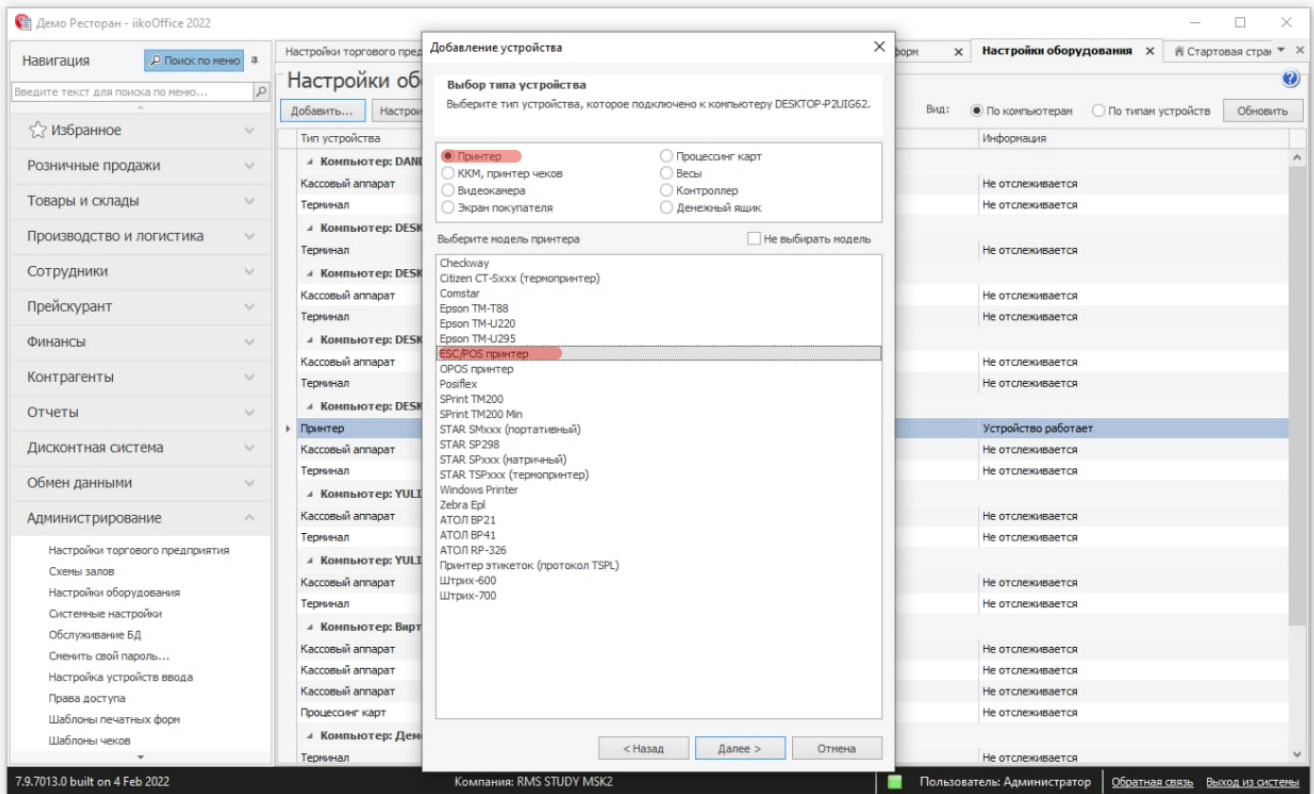 Демо Ресторан - iikoOffice 2022
Навигация
Поиск по меню
Введите текст для поиска по меню...
Избранное
Розничные продажи
Товары и склады
Производство и логистика
Сотрудники
Прейскурант
Финансы
Контрагенты
Отчеты
Дисконтная система
Обмен данными
Администрирование
Настройки торгового предприятия
Схемы залов
Настройки оборудования
Системные настройки
Обслуживание БД
Сменить свой пароль...
Настройка устройств ввода
Права доступа
Шаблоны печатных форм
Шаблоны чеков
Настройки торгового пред
форм
Настройки оборудования
Стартовая стран
Настройки об
Добавить...
Настрой
Вид:
По компьютерам
По типам устройств
Обновить
Тип устройства
Информация
Компьютер: DANI
Кассовый аппарат
Не отслеживается
Терминал
Не отслеживается
Компьютер: DESK
Терминал
Не отслеживается
Компьютер: DESK
Кассовый аппарат
Не отслеживается
Терминал
Не отслеживается
Компьютер: DESK
Кассовый аппарат
Не отслеживается
Терминал
Не отслеживается
Компьютер: DESK
Принтер
Устройство работает
Кассовый аппарат
Не отслеживается
Терминал
Не отслеживается
Компьютер: YULI
Кассовый аппарат
Не отслеживается
Терминал
Не отслеживается
Компьютер: YULI
Кассовый аппарат
Не отслеживается
Терминал
Не отслеживается
Компьютер: Вирт
Кассовый аппарат
Не отслеживается
Кассовый аппарат
Не отслеживается
Кассовый аппарат
Не отслеживается
Процессинг карт
Не отслеживается
Компьютер: Дем
Терминал
Не отслеживается
Добавление устройства
Выбор типа устройства
Выберите тип устройства, которое подключено к компьютеру DESKTOP-P2UIG62.
Принтер
Процессинг карт
ККМ, принтер чеков
Весы
Видеокамера
Контроллер
Экран покупателя
Денежный ящик
Выберите модель принтера
Не выбирать модель
Checkway
Citizen CT-Sxxx (термопринтер)
Comstar
Epson TM-T88
Epson TM-U220
Epson TM-U295
ESC/POS принтер
OPOS принтер
Posiflex
SPrint TM200
SPrint TM200 Min
STAR SMxxx (портативный)
STAR SP298
STAR SPxxx (матричный)
STAR TSPxxx (термопринтер)
Windows Printer
Zebra Epl
АТОЛ BP21
АТОЛ BP41
АТОЛ RP-326
Принтер этикеток (протокол TSPL)
Штрих-600
Штрих-700
< Назад
Далее >
Отмена
7.9.7013.0 built on 4 Feb 2022
Компания: RMS STUDY MSK2
Пользователь: Администратор
Обратная связь
Выход из системы